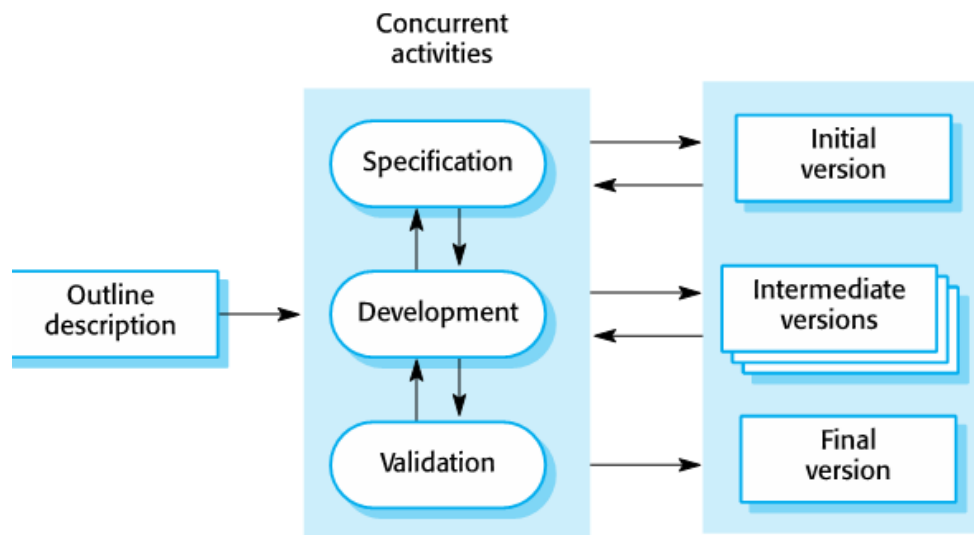 Concurrent
activities
Specification
Initial
version
Outline
description
Development
Intermediate
versions
Validation
Final
version